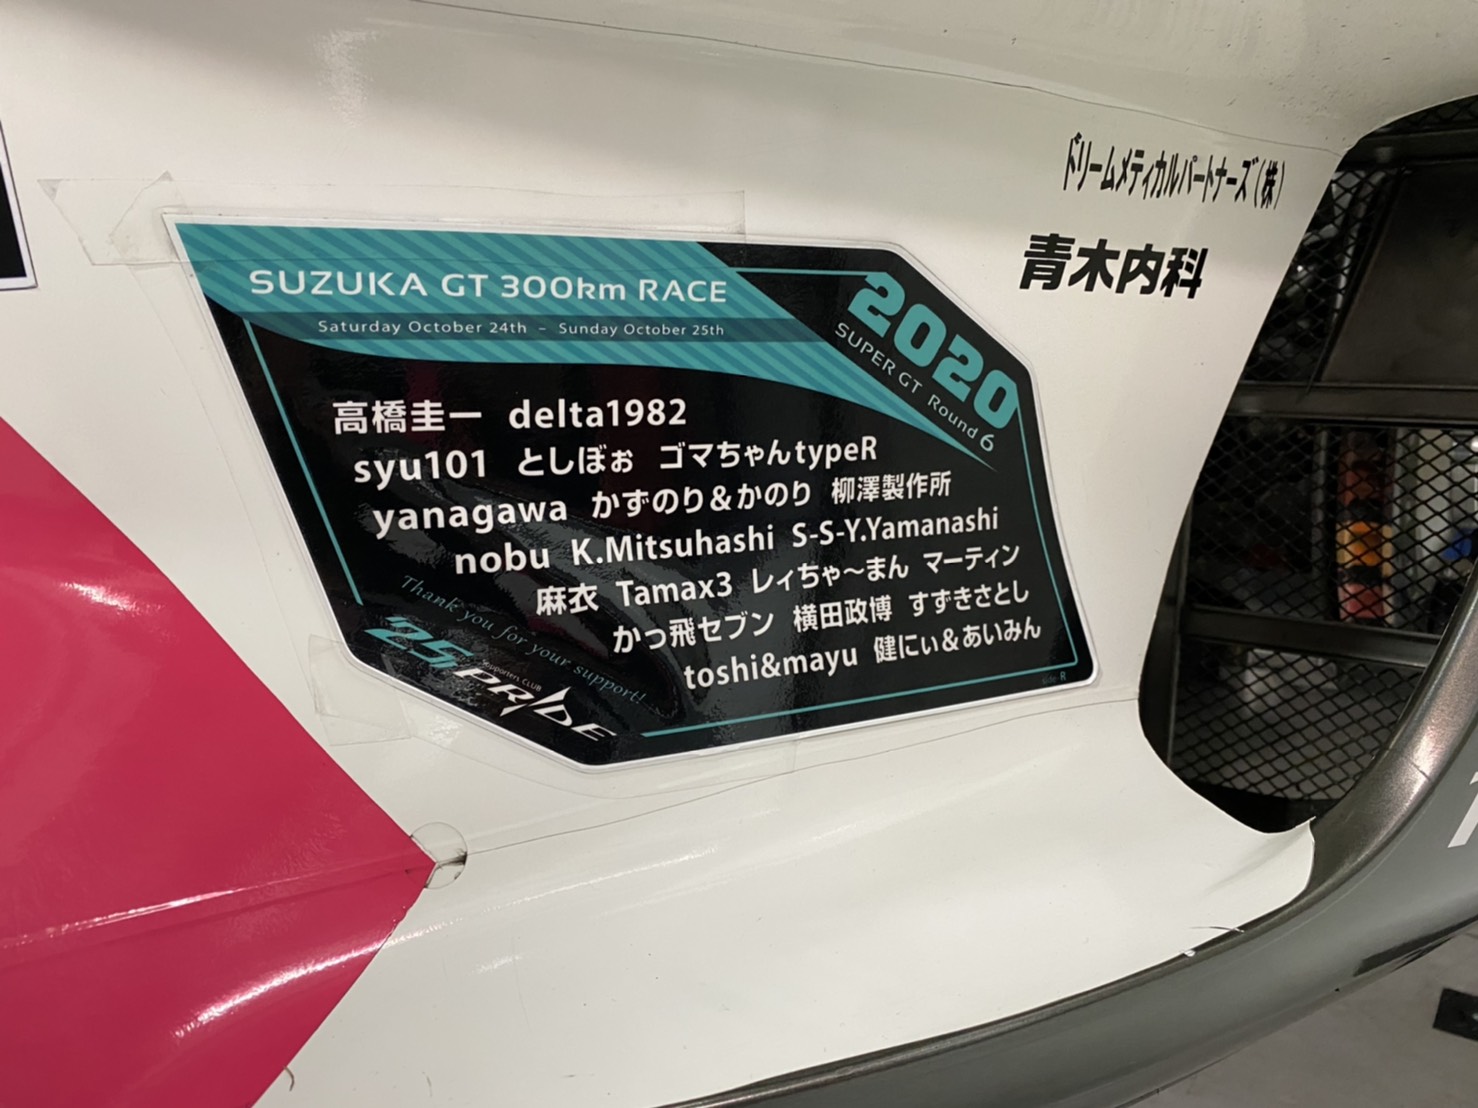 ドリームメディカルパートナーズ(株)
青木内科
SUZUKA GT 300km RACE
Saturday October 24th – Sunday October 25th
2020
SUPER GT Round 6
高橋圭一 delta1982
syu101 としぼぉ ゴマちゃんtypeR
yanagawa かずのり&かのり 柳澤製作所
nobu K.Mitsuhashi S-S-Y.Yamanashi
麻衣 Tamax3 レィちゃ～まん マーティン
かっ飛セブン 横田政博 すずきさとし
toshi&mayu 健にぃ&あいみん
Thank you for your support!
25
Supporters CLUB
PRIDE
side R